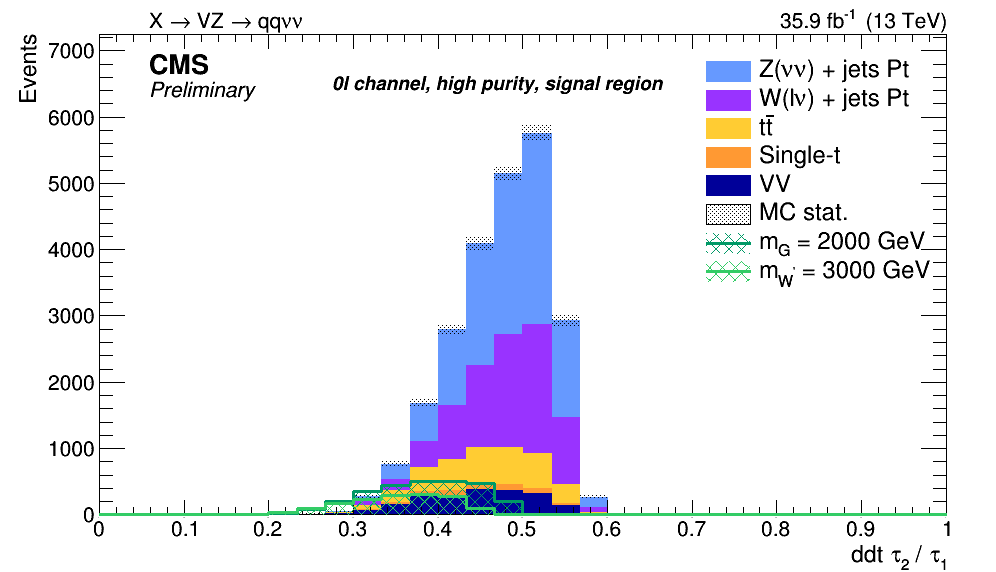 X → VZ → qqνν
35.9 fb⁻¹ (13 TeV)
Events
CMS
Preliminary
0l channel, high purity, signal region
Z(νν) + jets Pt
W(lν) + jets Pt
tt̄
Single-t
VV
MC stat.
m_G = 2000 GeV
m_W' = 3000 GeV
7000
6000
5000
4000
3000
2000
1000
0
0 0.1 0.2 0.3 0.4 0.5 0.6 0.7 0.8 0.9 1
ddt τ₂ / τ₁